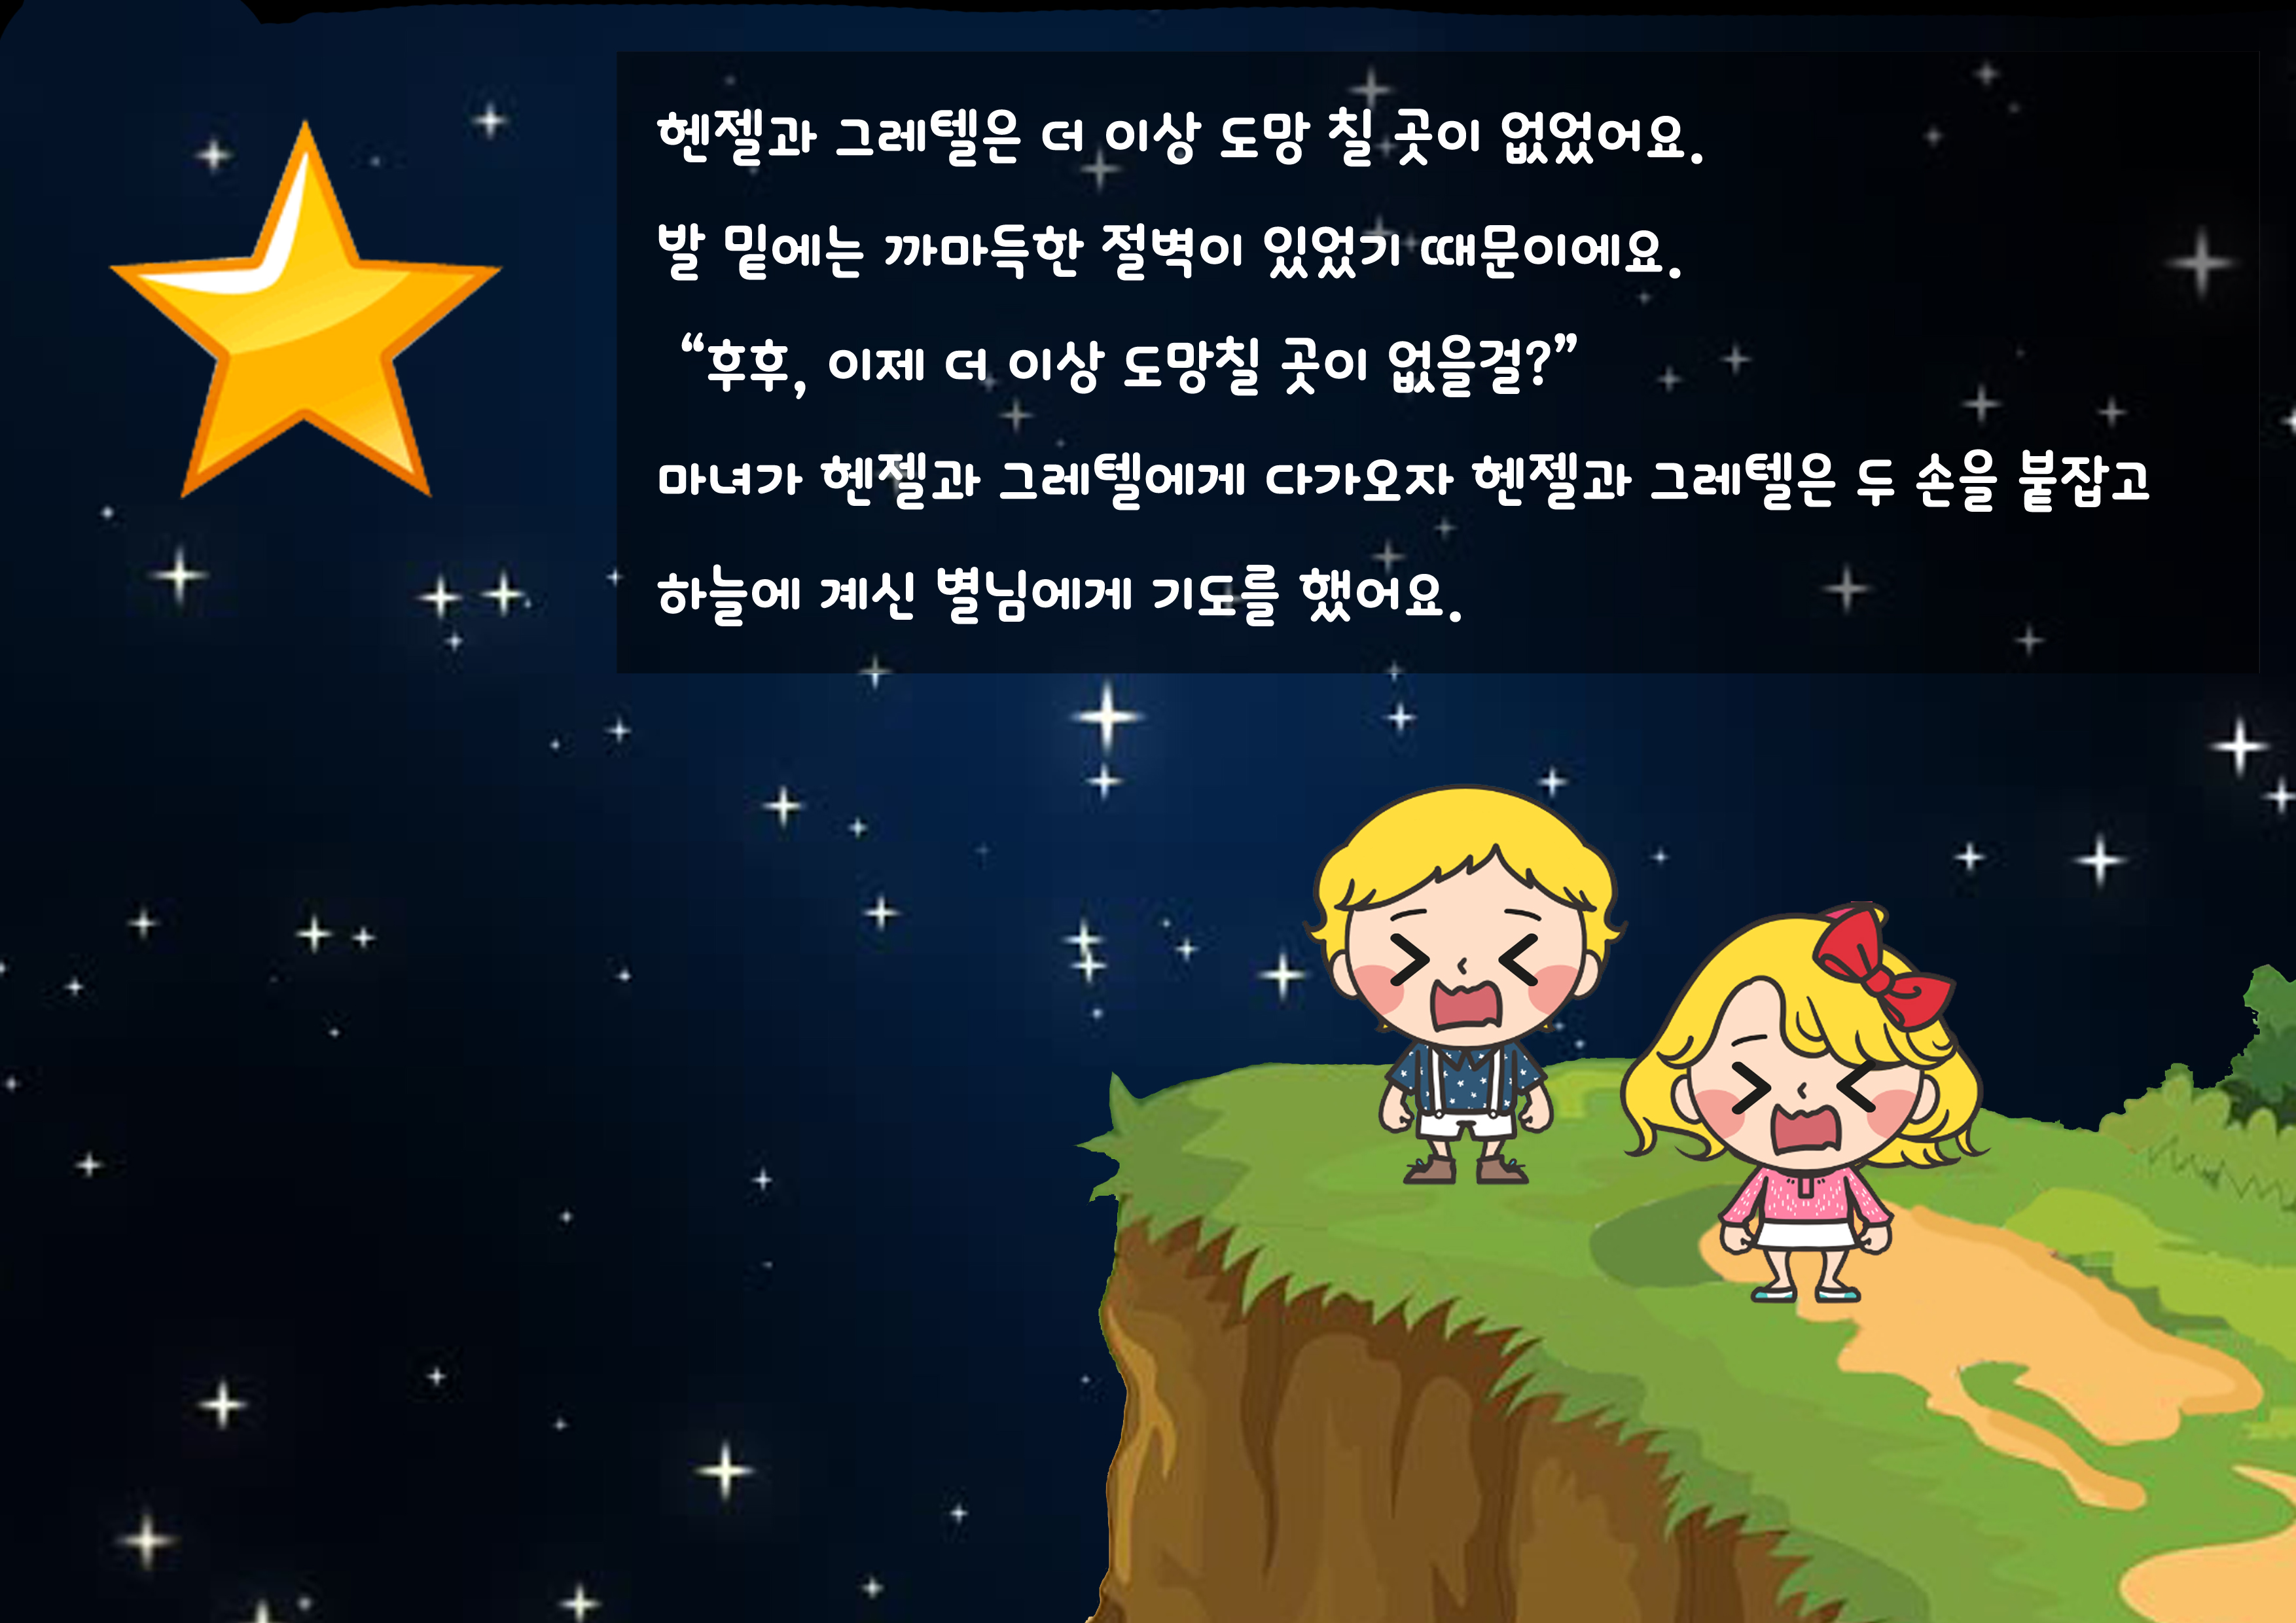 헨젤과 그레텔은 더 이상 도망 칠 곳이 없었어요.
발 밑에는 까마득한 절벽이 있었기 때문이에요.
“후후, 이제 더 이상 도망칠 곳이 없을걸?”
마녀가 헨젤과 그레텔에게 다가오자 헨젤과 그레텔은 두 손을 붙잡고
하늘에 계신 별님에게 기도를 했어요.